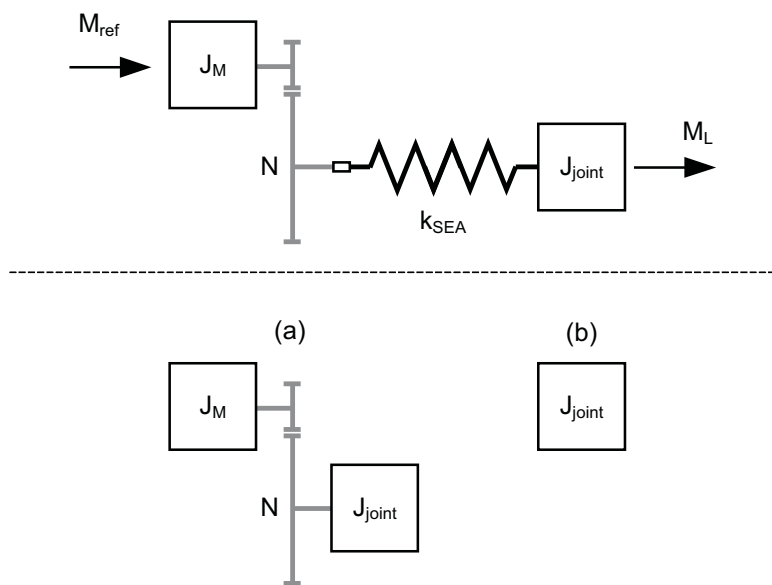 M_ref
J_M
M_L
N
J_joint
k_SEA
(a)
(b)
J_M
J_joint
N
J_joint